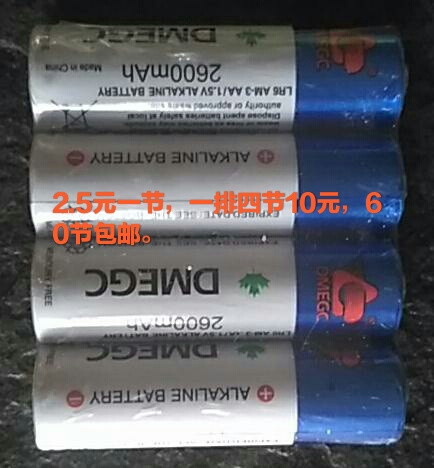 DMEGC
2600mAh
Made in China
LR6 AM-3-AA/1.5V ALKALINE BATTERY
authority or approved
Dispose spent batteries safely at local
DMEGC
ALKALINE BATTERY
2.5元一节，一排四节10元，6
0节包邮。
DMEGC
2600mAh
DMEGC
ALKALINE BATTERY